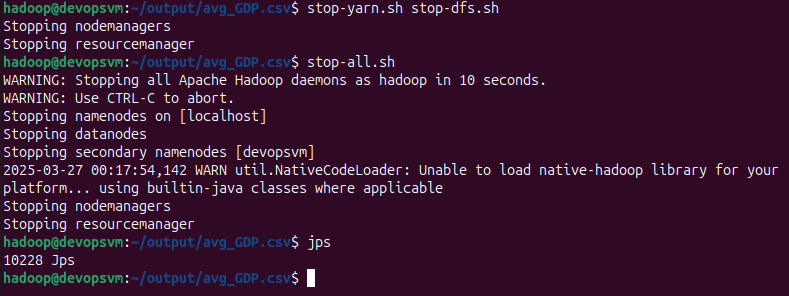 hadoop@devopsvm:~/output/avg_GDP.csv$ stop-yarn.sh stop-dfs.sh
Stopping nodemanagers
Stopping resourcemanager
hadoop@devopsvm:~/output/avg_GDP.csv$ stop-all.sh
WARNING: Stopping all Apache Hadoop daemons as hadoop in 10 seconds.
WARNING: Use CTRL-C to abort.
Stopping namenodes on [localhost]
Stopping datanodes
Stopping secondary namenodes [devopsvm]
2025-03-27 00:17:54,142 WARN util.NativeCodeLoader: Unable to load native-hadoop library for your
platform... using builtin-java classes where applicable
Stopping nodemanagers
Stopping resourcemanager
hadoop@devopsvm:~/output/avg_GDP.csv$ jps
10228 Jps
hadoop@devopsvm:~/output/avg_GDP.csv$